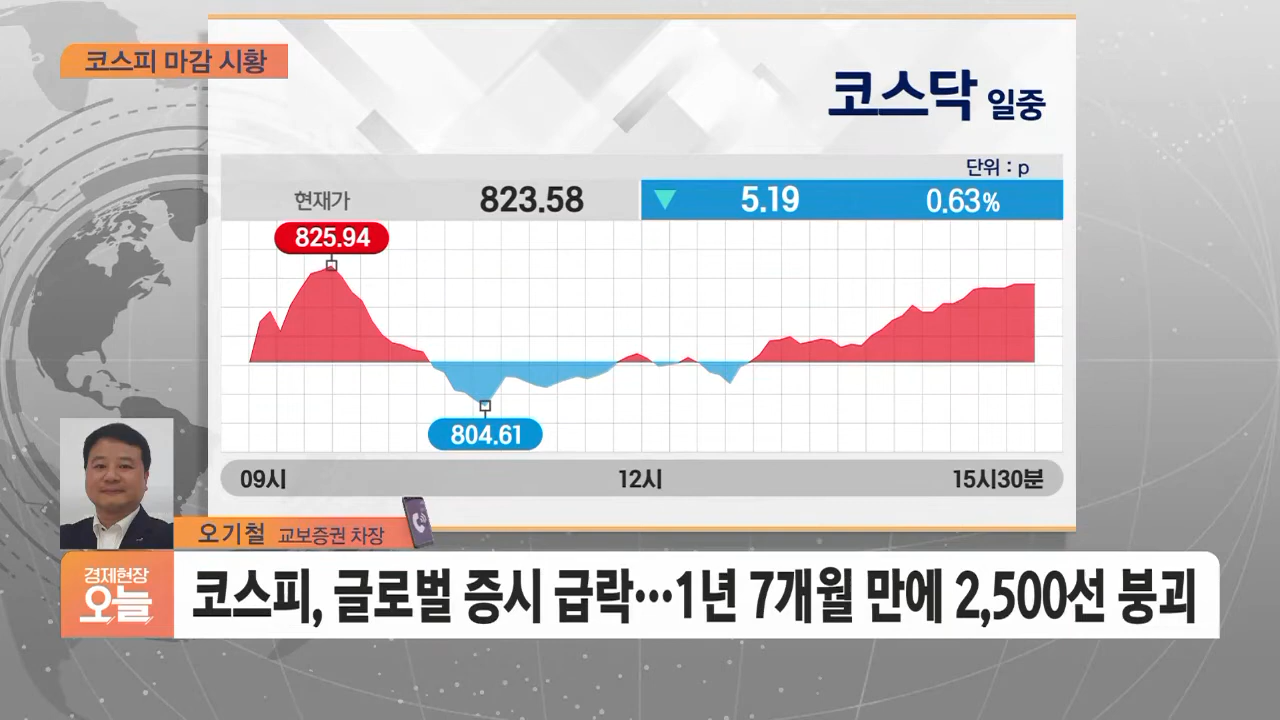 코스피 마감 시황
코스닥 일중
단위 : p
현재가 823.58 ▼ 5.19 0.63%
825.94
804.61
09시 12시 15시30분
오기철 교보증권 차장
경제현장
오늘
코스피, 글로벌 증시 급락…1년 7개월 만에 2,500선 붕괴